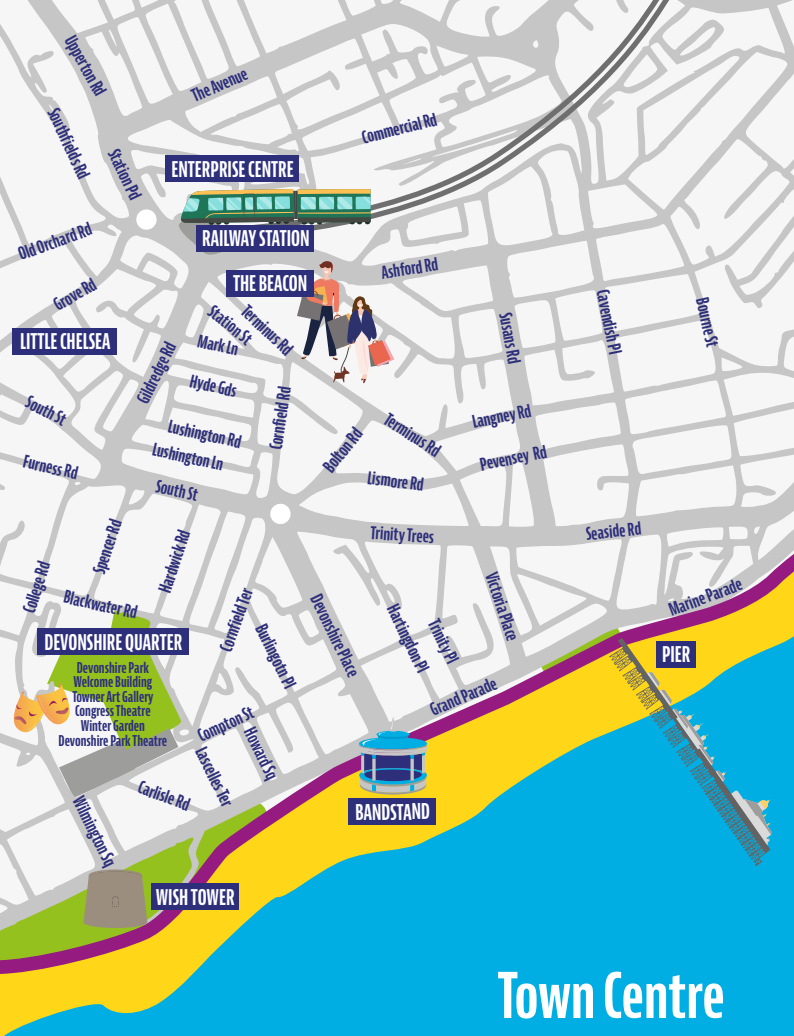 Upperton Rd
The Avenue
Southfields Rd
Commercial Rd
Station Pd
ENTERPRISE CENTRE
Old Orchard Rd
RAILWAY STATION
Ashford Rd
THE BEACON
Grove Rd
Station St
Terminus Rd
Susans Rd
Cavendish Pl
Bourne St
LITTLE CHELSEA
Mark Ln
Gildredge Rd
Hyde Gds
South St
Cornfield Rd
Lushington Rd
Terminus Rd
Langney Rd
Bolton Rd
Lushington Ln
Furness Rd
Pevensey Rd
Lismore Rd
South St
Trinity Trees
Seaside Rd
Spencer Rd
Hardwick Rd
College Rd
Blackwater Rd
Cornfield Ter
Burlingotn Pl
Devonshire Place
Hartington Pl
Trinity Pl
Victoria Place
Marine Parade
DEVONSHIRE QUARTER
Devonshire Park
Welcome Building
Towner Art Gallery
Congress Theatre
Winter Garden
Devonshire Park Theatre
PIER
Grand Parade
Compton St
Howard Sq
Lascelles Ter
Carlisle Rd
BANDSTAND
Wilmington Sq
WISH TOWER
Town Centre